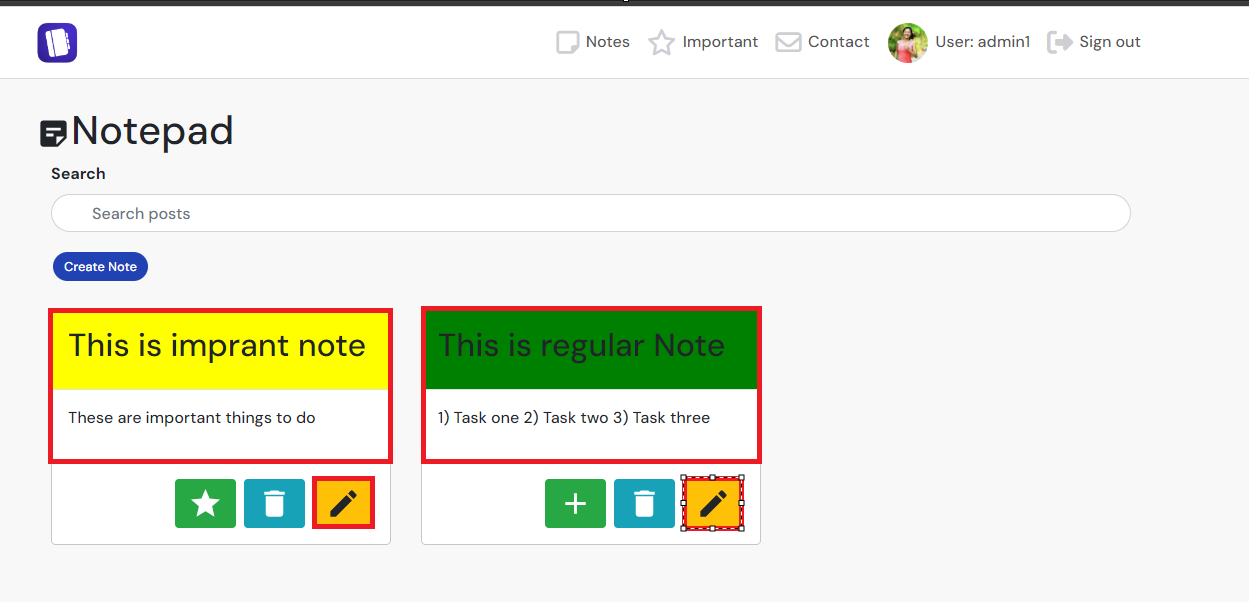 Notes Important Contact User: admin1 Sign out
Notepad
Search
Search posts
Create Note
This is imprant note
These are important things to do
This is regular Note
1) Task one 2) Task two 3) Task three